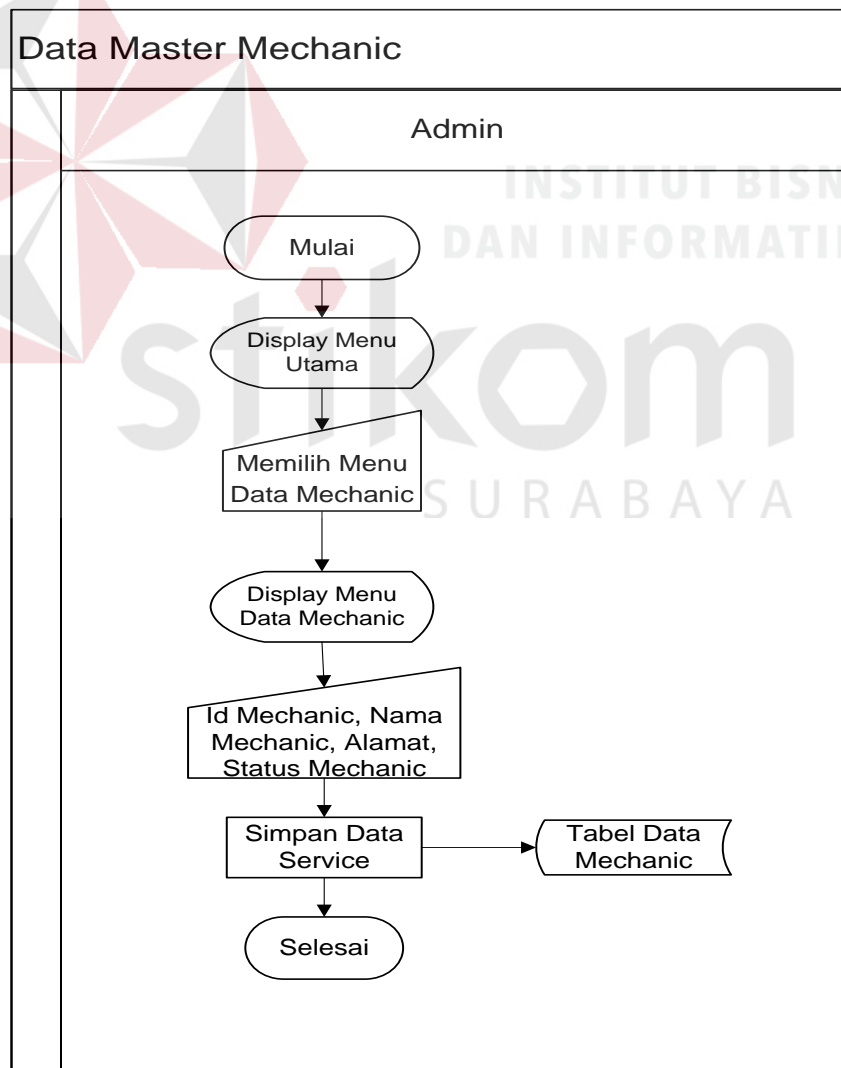 Data Master Mechanic
Admin
INSTITUT BISN
DAN INFORMATI
stikom
SURABAYA
Mulai
Display Menu
Utama
Memilih Menu
Data Mechanic
Display Menu
Data Mechanic
Id Mechanic, Nama
Mechanic, Alamat,
Status Mechanic
Simpan Data
Service
Tabel Data
Mechanic
Selesai